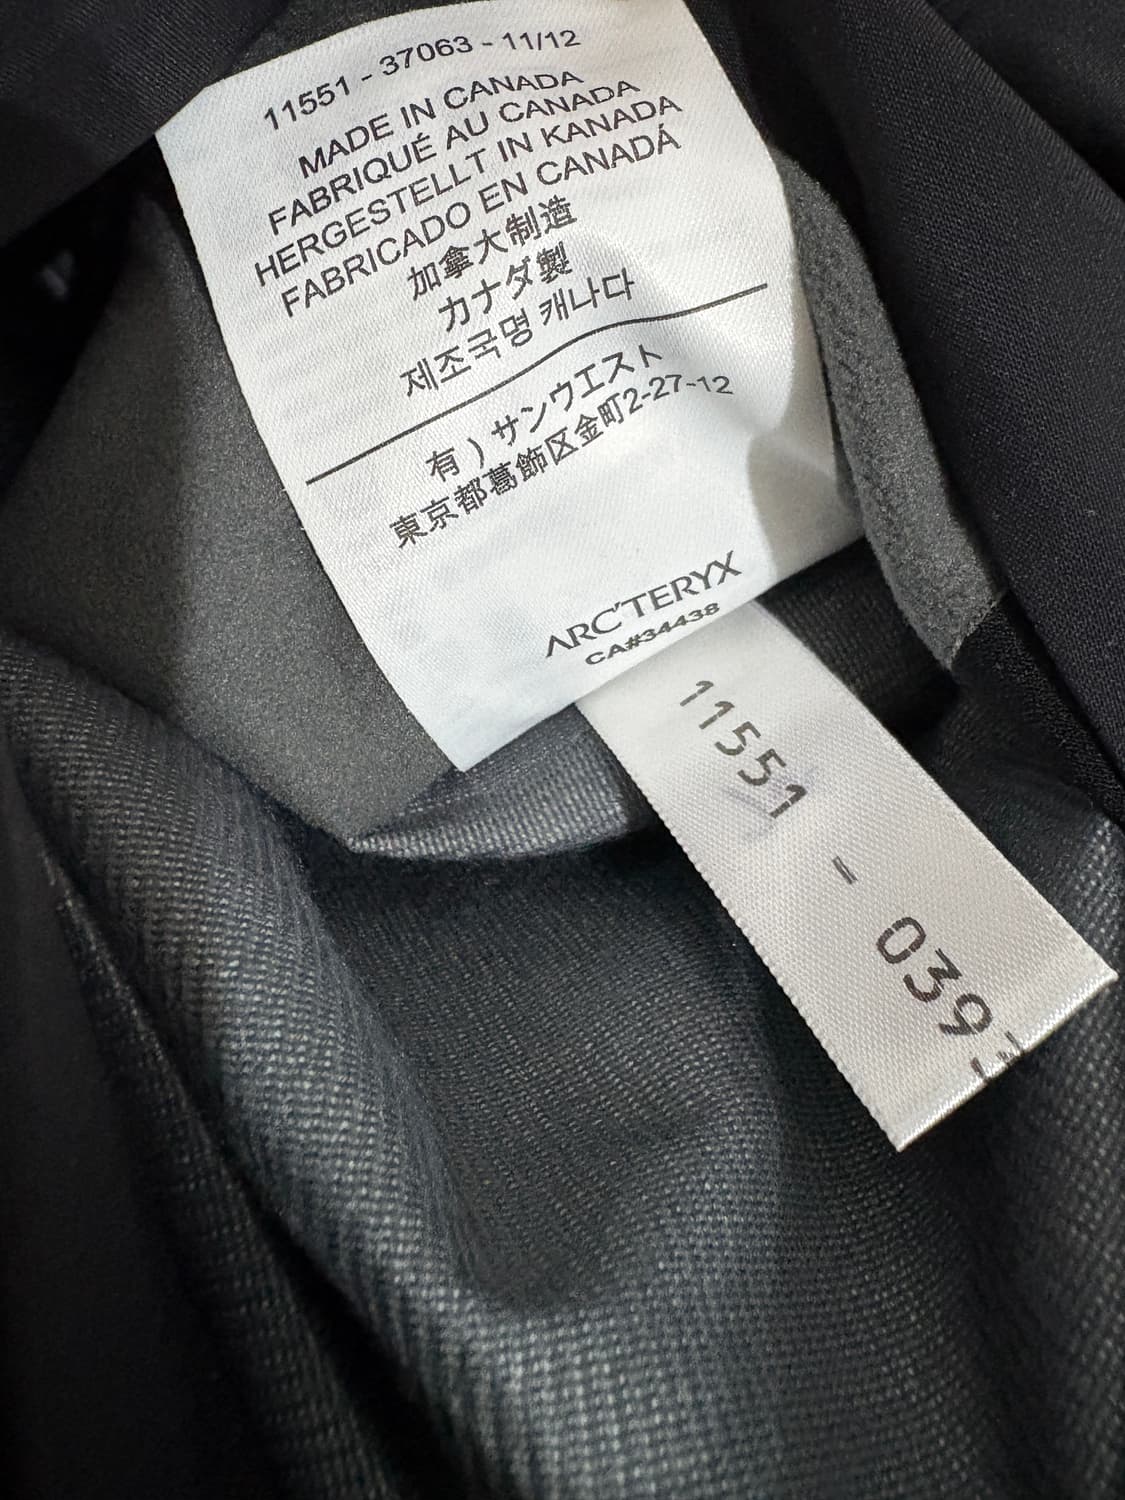 11551 - 37063 - 11/12
MADE IN CANADA
FABRIQUÉ AU CANADA
HERGESTELLT IN KANADA
FABRICADO EN CANADÁ
加拿大制造
カナダ製
제조국명 캐나다
有）サンウエスト
東京都葛飾区金町2-27-12
ARC'TERYX
CA#34438
11551 - 039